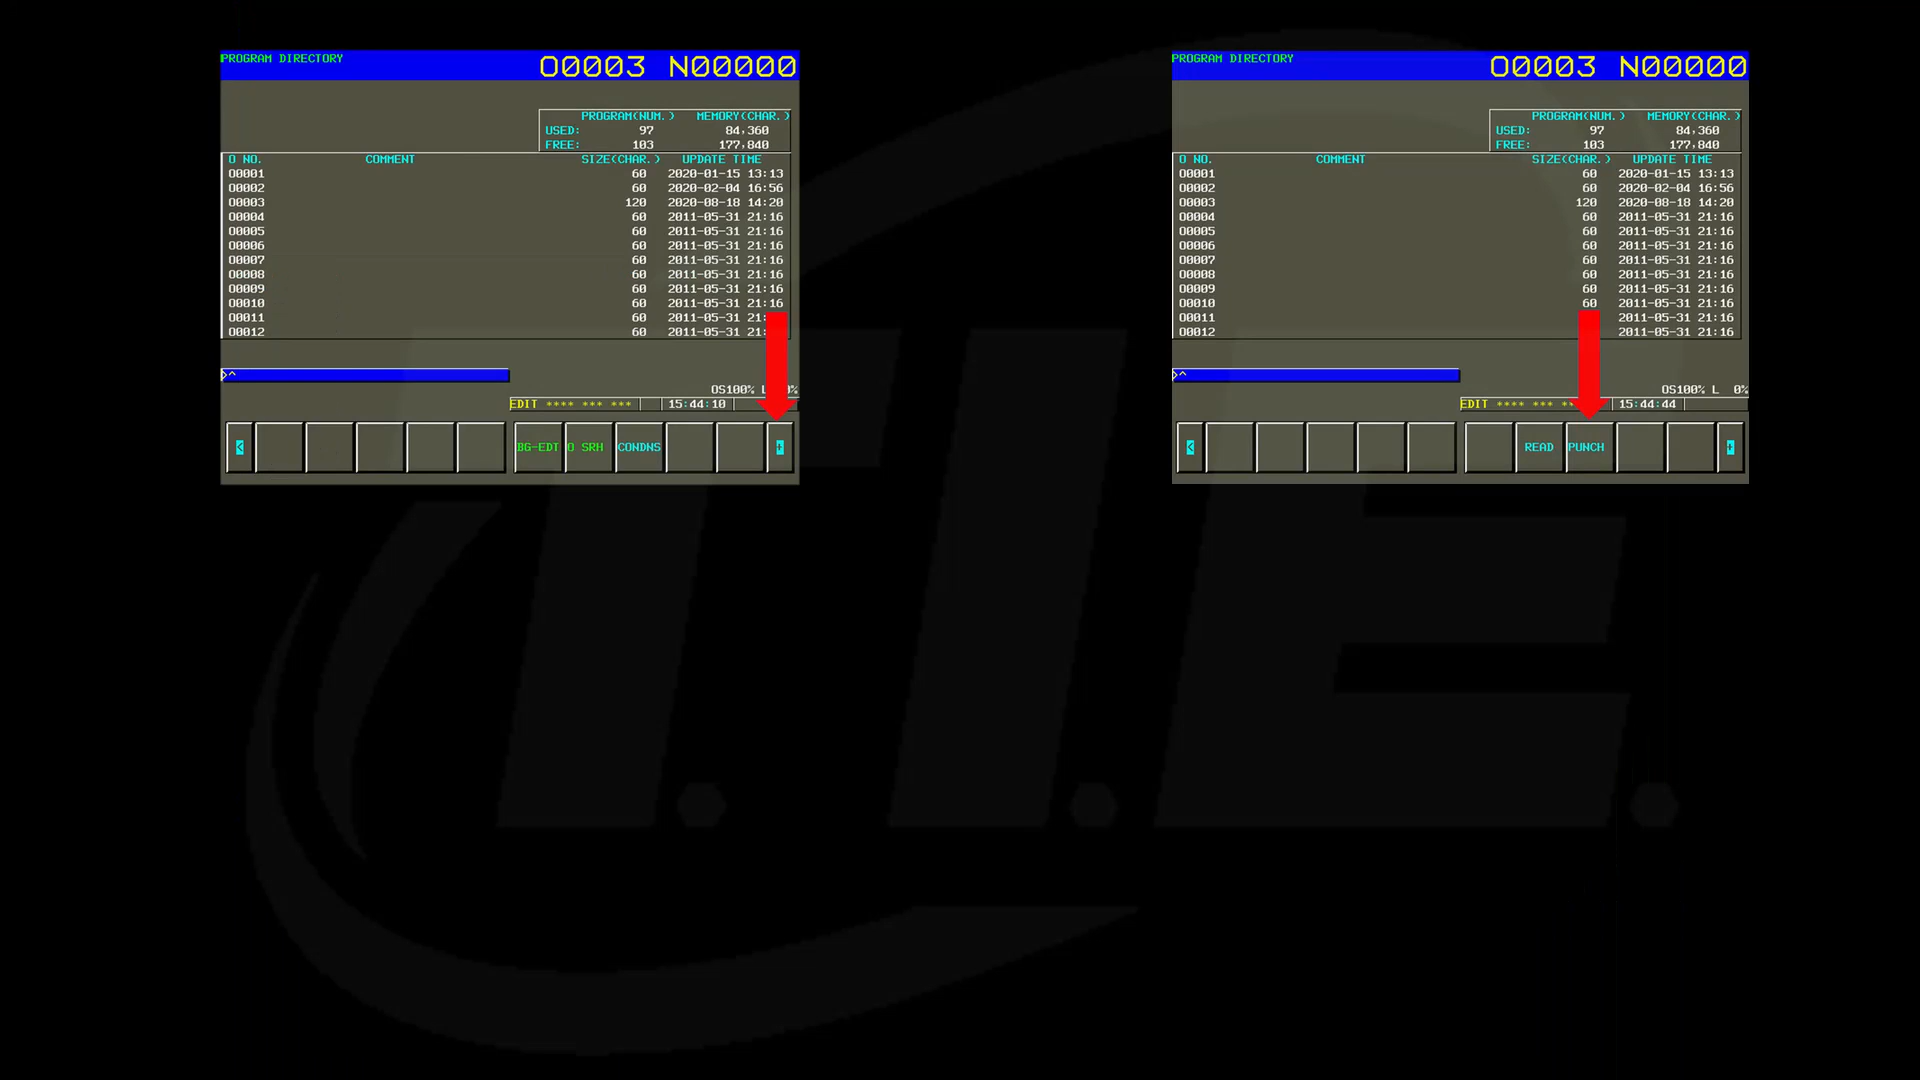 PROGRAM DIRECTORY O0003 N00000
PROGRAM(NUM.) MEMORY(CHAR.)
USED: 97 84,360
FREE: 103 177,840
O NO. COMMENT SIZE(CHAR.) UPDATE TIME
O0001 60 2020-01-15 13:13
O0002 60 2020-02-04 16:56
O0003 120 2020-08-18 14:20
O0004 60 2011-05-31 21:16
O0005 60 2011-05-31 21:16
O0006 60 2011-05-31 21:16
O0007 60 2011-05-31 21:16
O0008 60 2011-05-31 21:16
O0009 60 2011-05-31 21:16
O0010 60 2011-05-31 21:16
O0011 60 2011-05-31 21:
O0012 60 2011-05-31 21:
>^
OS100% L %
EDIT **** *** *** 15:44:10
< BG-EDT O SRH CONDNS +
PROGRAM DIRECTORY O0003 N00000
PROGRAM(NUM.) MEMORY(CHAR.)
USED: 97 84,360
FREE: 103 177,840
O NO. COMMENT SIZE(CHAR.) UPDATE TIME
O0001 60 2020-01-15 13:13
O0002 60 2020-02-04 16:56
O0003 120 2020-08-18 14:20
O0004 60 2011-05-31 21:16
O0005 60 2011-05-31 21:16
O0006 60 2011-05-31 21:16
O0007 60 2011-05-31 21:16
O0008 60 2011-05-31 21:16
O0009 60 2011-05-31 21:16
O0010 60 2011-05-31 21:16
O0011 2011-05-31 21:16
O0012 2011-05-31 21:16
>^
OS100% L 0%
EDIT **** *** ** 15:44:44
< READ PUNCH +
T.I.E.